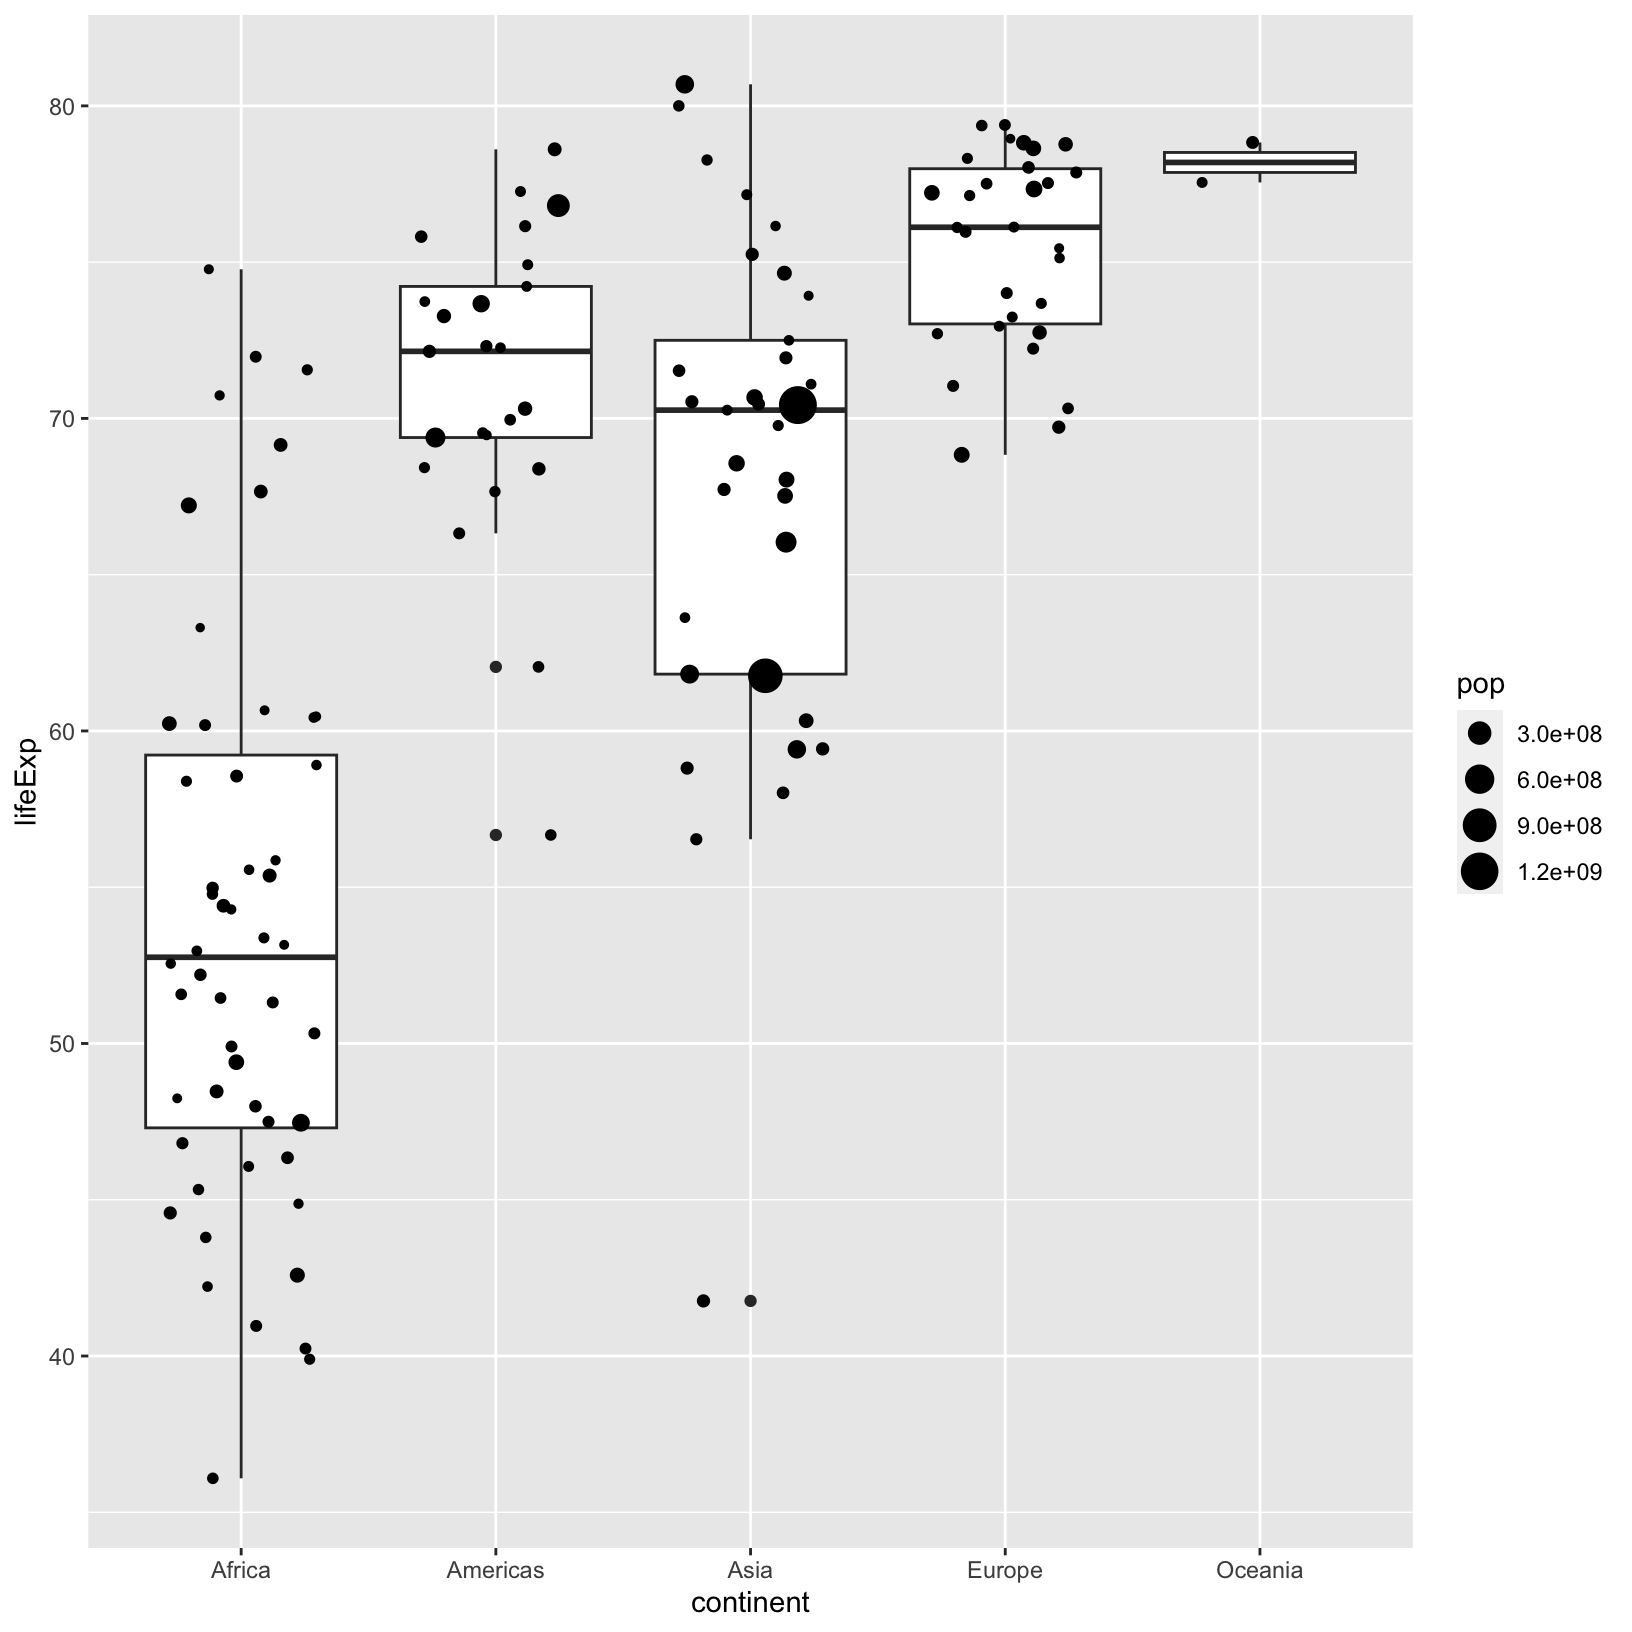 80
70
60
50
40
lifeExp
Africa
Americas
Asia
Europe
Oceania
continent
pop
3.0e+08
6.0e+08
9.0e+08
1.2e+09